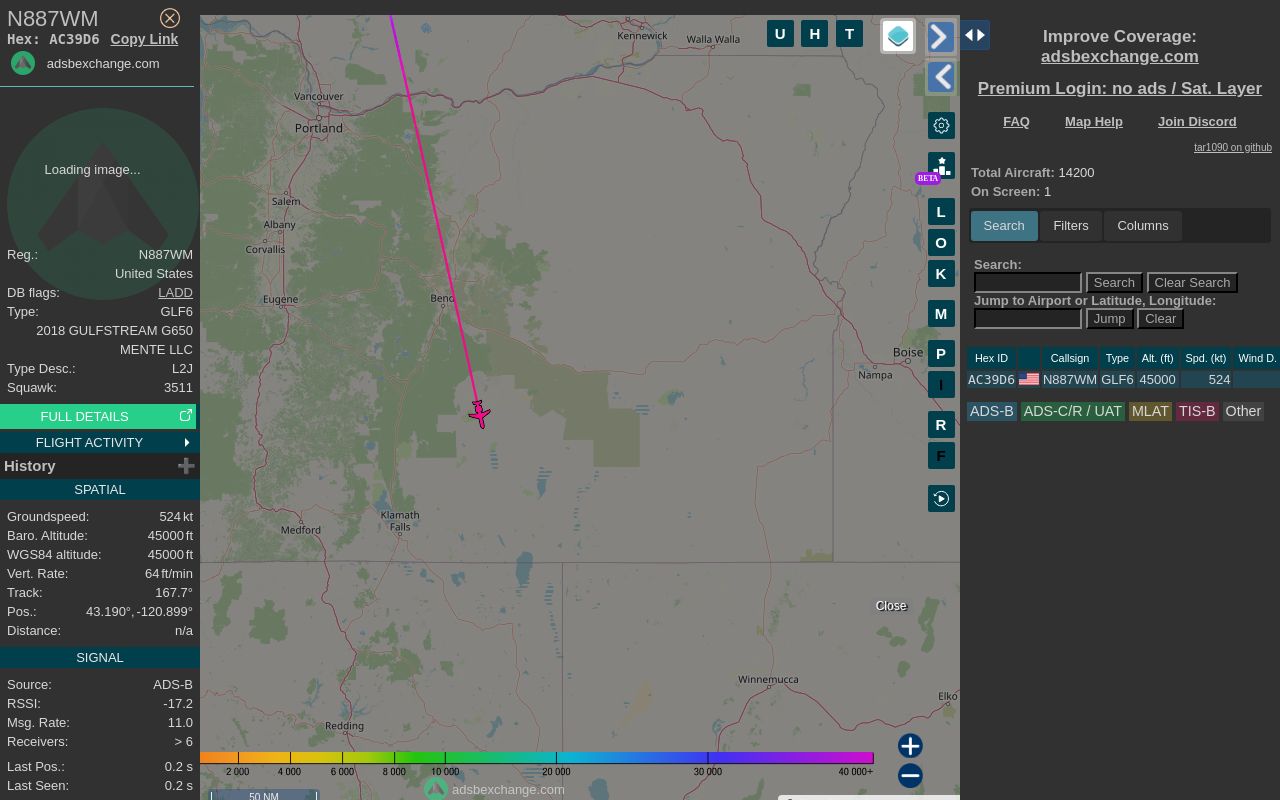 N887WM
Hex: AC39D6 Copy Link
adsbexchange.com
Loading image...
Reg.: N887WM
United States
DB flags: LADD
Type: GLF6
2018 GULFSTREAM G650
MENTE LLC
Type Desc.: L2J
Squawk: 3511
FULL DETAILS
FLIGHT ACTIVITY
History
SPATIAL
Groundspeed: 524 kt
Baro. Altitude: 45000 ft
WGS84 altitude: 45000 ft
Vert. Rate: 64 ft/min
Track: 167.7°
Pos.: 43.190°, -120.899°
Distance: n/a
SIGNAL
Source: ADS-B
RSSI: -17.2
Msg. Rate: 11.0
Receivers: > 6
Last Pos.: 0.2 s
Last Seen: 0.2 s
Kennewick
Walla Walla
Vancouver
Portland
Salem
Albany
Corvallis
Eugene
Bend
Boise
Nampa
Medford
Klamath
Falls
Winnemucca
Elko
Redding
Close
U H T
BETA
L
O
K
M
P
I
R
F
2 000 4 000 6 000 8 000 10 000 20 000 30 000 40 000+
adsbexchange.com
50 NM
Improve Coverage:
adsbexchange.com
Premium Login: no ads / Sat. Layer
FAQ Map Help Join Discord
tar1090 on github
Total Aircraft: 14200
On Screen: 1
Search Filters Columns
Search:
Search Clear Search
Jump to Airport or Latitude, Longitude:
Jump Clear
Hex ID Callsign Type Alt. (ft) Spd. (kt) Wind D.
AC39D6 N887WM GLF6 45000 524
ADS-B ADS-C/R / UAT MLAT TIS-B Other